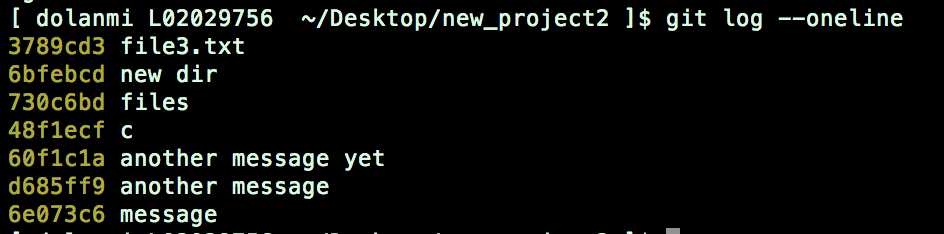 [ dolanmi L02029756  ~/Desktop/new_project2 ]$ git log --oneline
3789cd3 file3.txt
6bfebcd new dir
730c6bd files
48f1ecf c
60f1c1a another message yet
d685ff9 another message
6e073c6 message